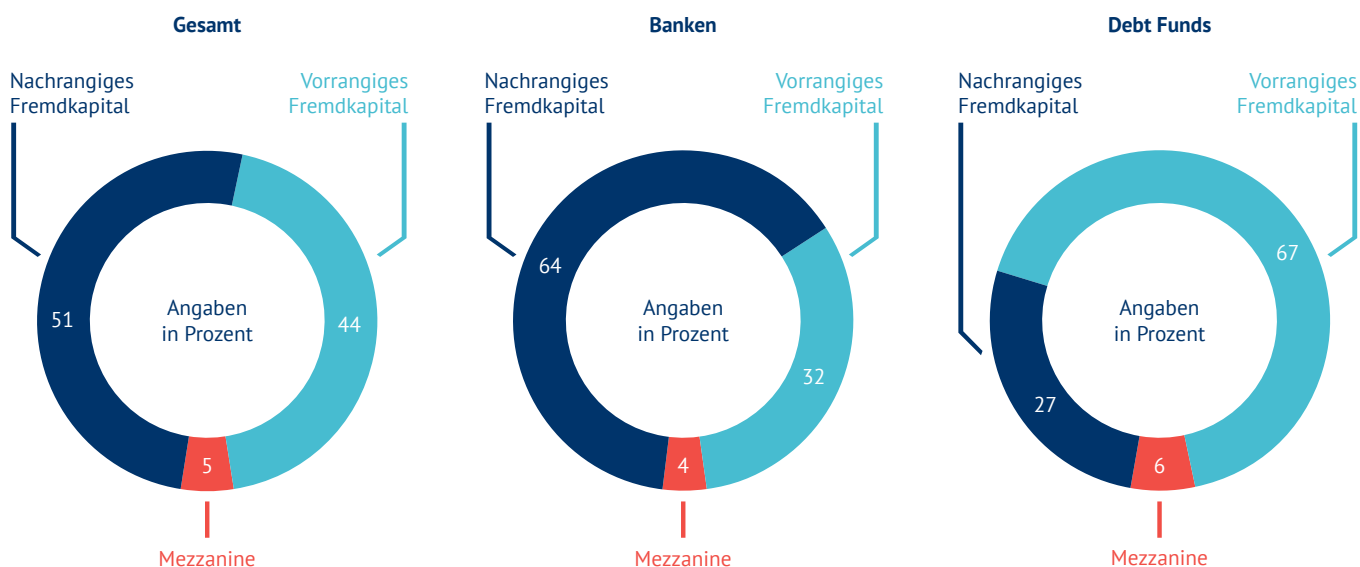 Gesamt
Nachrangiges
Fremdkapital
Vorrangiges
Fremdkapital
51
Angaben
in Prozent
44
5
Mezzanine
Banken
Nachrangiges
Fremdkapital
Vorrangiges
Fremdkapital
64
Angaben
in Prozent
32
4
Mezzanine
Debt Funds
Nachrangiges
Fremdkapital
Vorrangiges
Fremdkapital
67
Angaben
in Prozent
27
6
Mezzanine